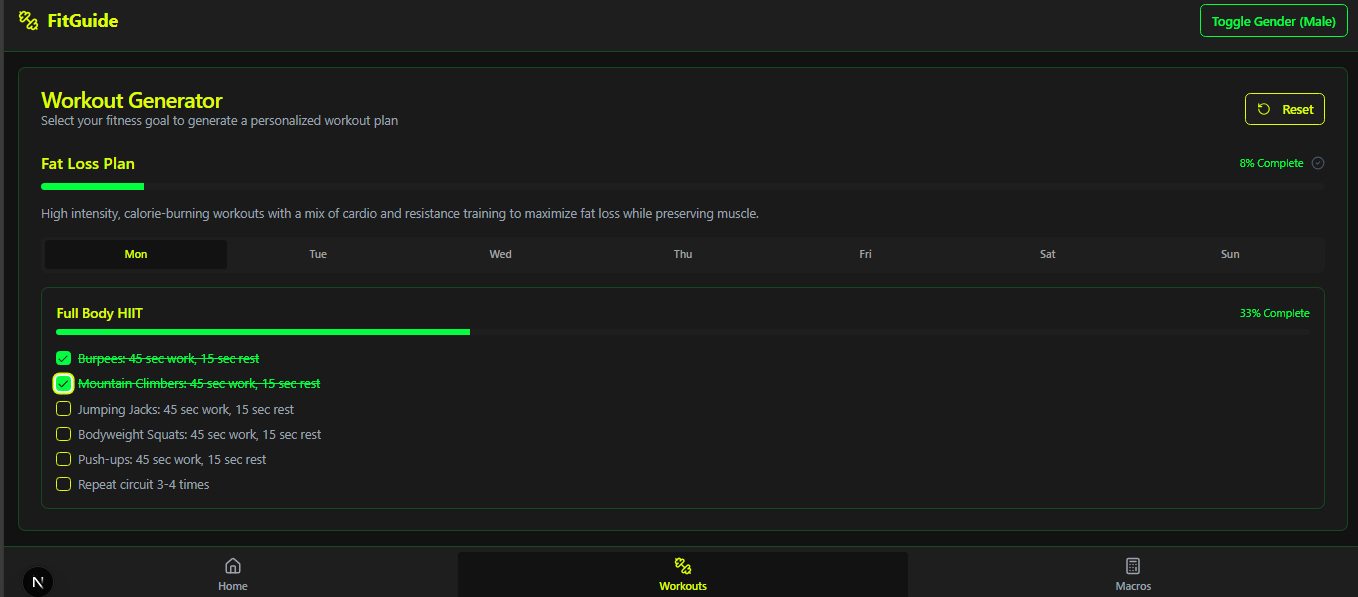 FitGuide
Toggle Gender (Male)
Workout Generator
Select your fitness goal to generate a personalized workout plan
Reset
Fat Loss Plan
8% Complete
High intensity, calorie-burning workouts with a mix of cardio and resistance training to maximize fat loss while preserving muscle.
Mon Tue Wed Thu Fri Sat Sun
Full Body HIIT
33% Complete
Burpees: 45 sec work, 15 sec rest
Mountain Climbers: 45 sec work, 15 sec rest
Jumping Jacks: 45 sec work, 15 sec rest
Bodyweight Squats: 45 sec work, 15 sec rest
Push-ups: 45 sec work, 15 sec rest
Repeat circuit 3-4 times
N
Home Workouts Macros